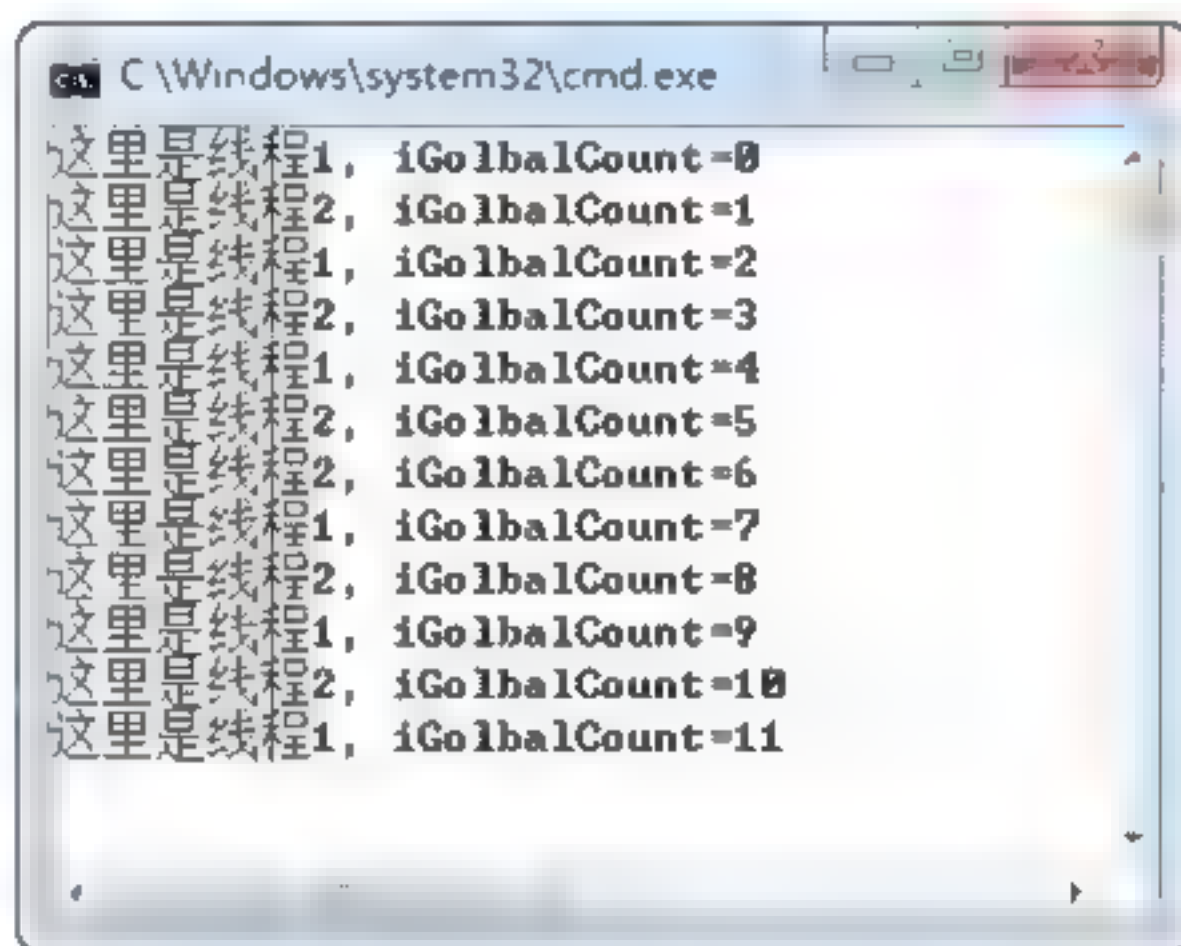 C:\Windows\system32\cmd.exe
这里是线程1, iGolbalCount=0
这里是线程2, iGolbalCount=1
这里是线程1, iGolbalCount=2
这里是线程2, iGolbalCount=3
这里是线程1, iGolbalCount=4
这里是线程2, iGolbalCount=5
这里是线程2, iGolbalCount=6
这里是线程1, iGolbalCount=7
这里是线程2, iGolbalCount=8
这里是线程1, iGolbalCount=9
这里是线程2, iGolbalCount=10
这里是线程1, iGolbalCount=11